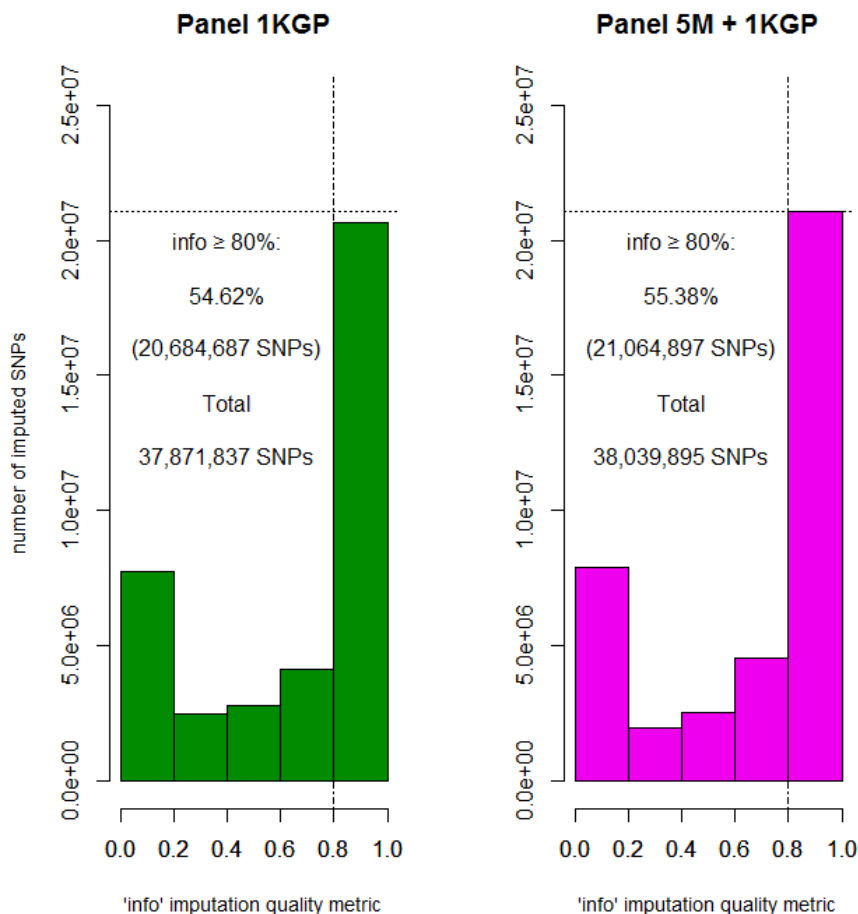 Panel 1KGP
number of imputed SNPs
2.5e+07
2.0e+07
1.5e+07
1.0e+07
5.0e+06
0.0e+00
info ≥ 80%:
54.62%
(20,684,687 SNPs)
Total
37,871,837 SNPs
0.0 0.2 0.4 0.6 0.8 1.0
'info' imputation quality metric
Panel 5M + 1KGP
2.5e+07
2.0e+07
1.5e+07
1.0e+07
5.0e+06
0.0e+00
info ≥ 80%:
55.38%
(21,064,897 SNPs)
Total
38,039,895 SNPs
0.0 0.2 0.4 0.6 0.8 1.0
'info' imputation quality metric